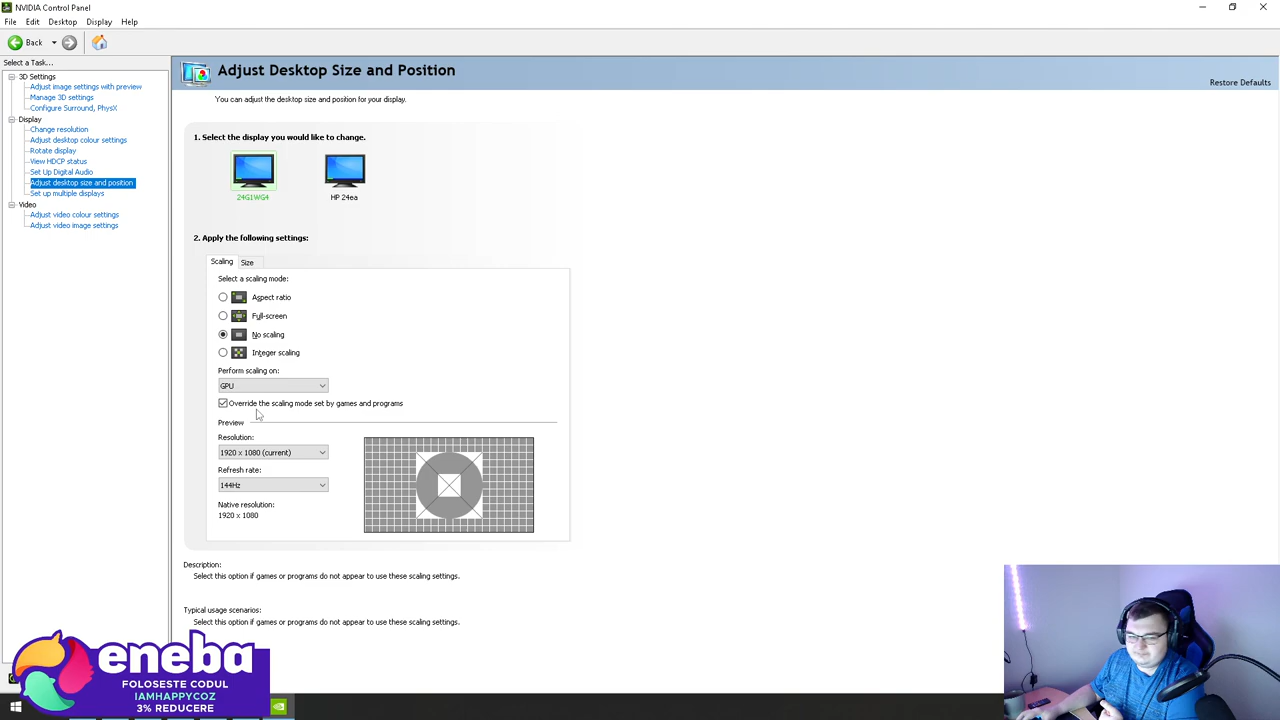 NVIDIA Control Panel
File Edit Desktop Display Help
Back
Select a Task...
3D Settings
Adjust image settings with preview
Manage 3D settings
Configure Surround, PhysX
Display
Change resolution
Adjust desktop colour settings
Rotate display
View HDCP status
Set Up Digital Audio
Adjust desktop size and position
Set up multiple displays
Video
Adjust video colour settings
Adjust video image settings
Adjust Desktop Size and Position
Restore Defaults
You can adjust the desktop size and position for your display.
1. Select the display you would like to change.
24G1WG4 HP 24ea
2. Apply the following settings:
Scaling Size
Select a scaling mode:
Aspect ratio
Full-screen
No scaling
Integer scaling
Perform scaling on:
GPU
Override the scaling mode set by games and programs
Preview
Resolution:
1920 x 1080 (current)
Refresh rate:
144Hz
Native resolution:
1920 x 1080
Description:
Select this option if games or programs do not appear to use these scaling settings.
Typical usage scenarios:
Select this option if games or programs do not appear to use these scaling settings.
eneba
FOLOSESTE CODUL
IAMHAPPYCOZ
3% REDUCERE